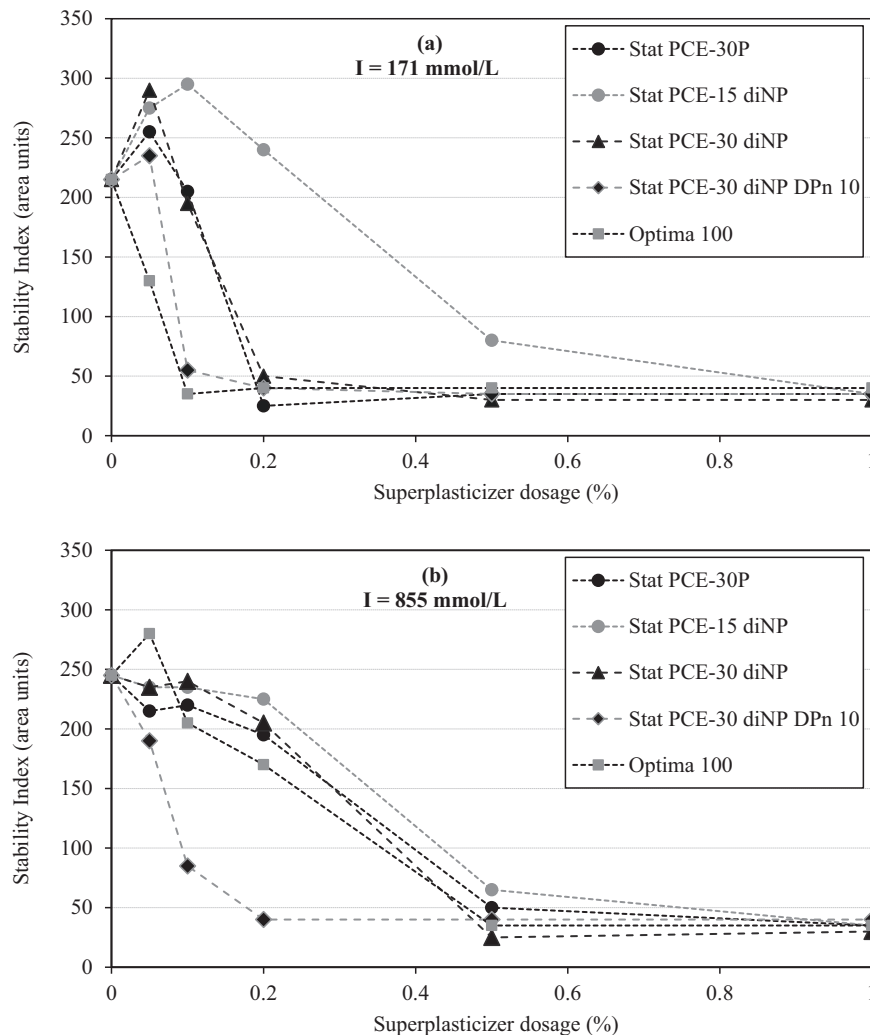 350
300
250
200
150
100
50
0
Stability Index (area units)
(a)
I = 171 mmol/L
Stat PCE-30P
Stat PCE-15 diNP
Stat PCE-30 diNP
Stat PCE-30 diNP DPn 10
Optima 100
0 0.2 0.4 0.6 0.8
Superplasticizer dosage (%)
350
300
250
200
150
100
50
0
Stability Index (area units)
(b)
I = 855 mmol/L
Stat PCE-30P
Stat PCE-15 diNP
Stat PCE-30 diNP
Stat PCE-30 diNP DPn 10
Optima 100
0 0.2 0.4 0.6 0.8
Superplasticizer dosage (%)